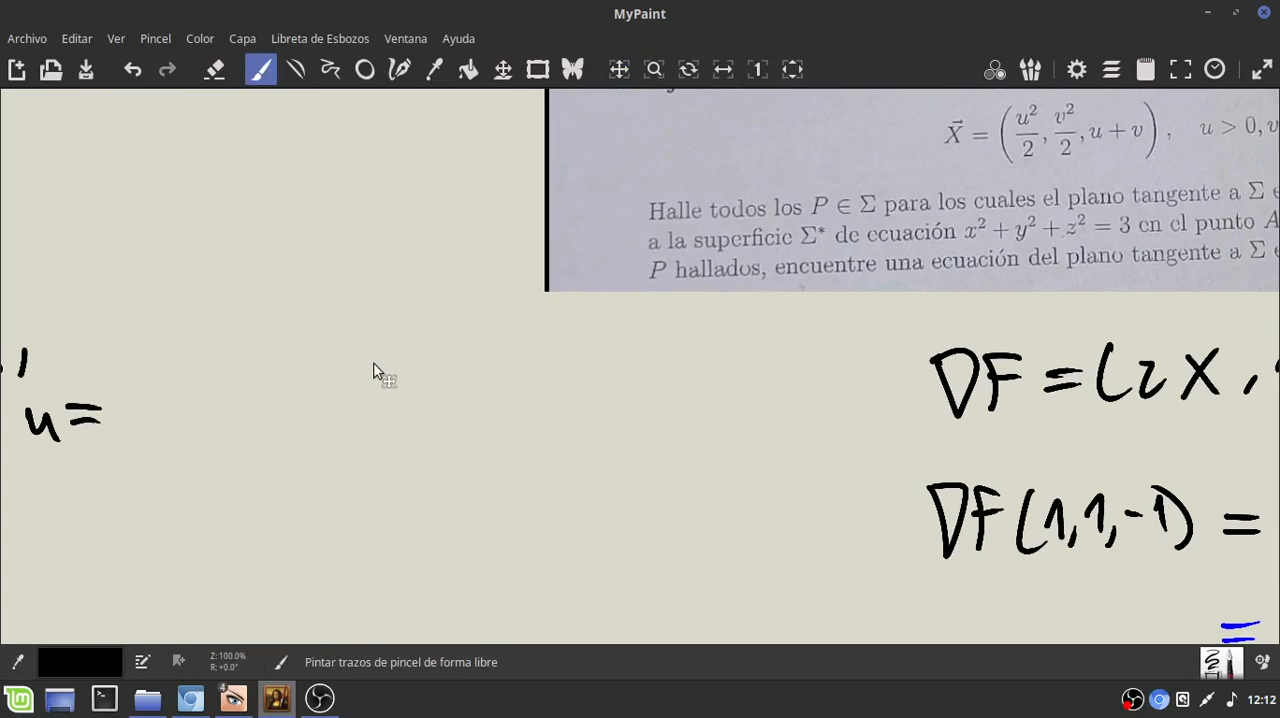 MyPaint
Archivo Editar Ver Pincel Color Capa Libreta de Esbozos Ventana Ayuda
X⃗ = (u²/2, v²/2, u + v), u > 0, v
Halle todos los P ∈ Σ para los cuales el plano tangente a Σ e
a la superficie Σ* de ecuación x² + y² + z² = 3 en el punto A
P hallados, encuentre una ecuación del plano tangente a Σ e
u=
∇F = (2x,
∇F(1,1,-1) =
=
Z: 100.0%
R: +0.0°
Pintar trazos de pincel de forma libre
4
12:12